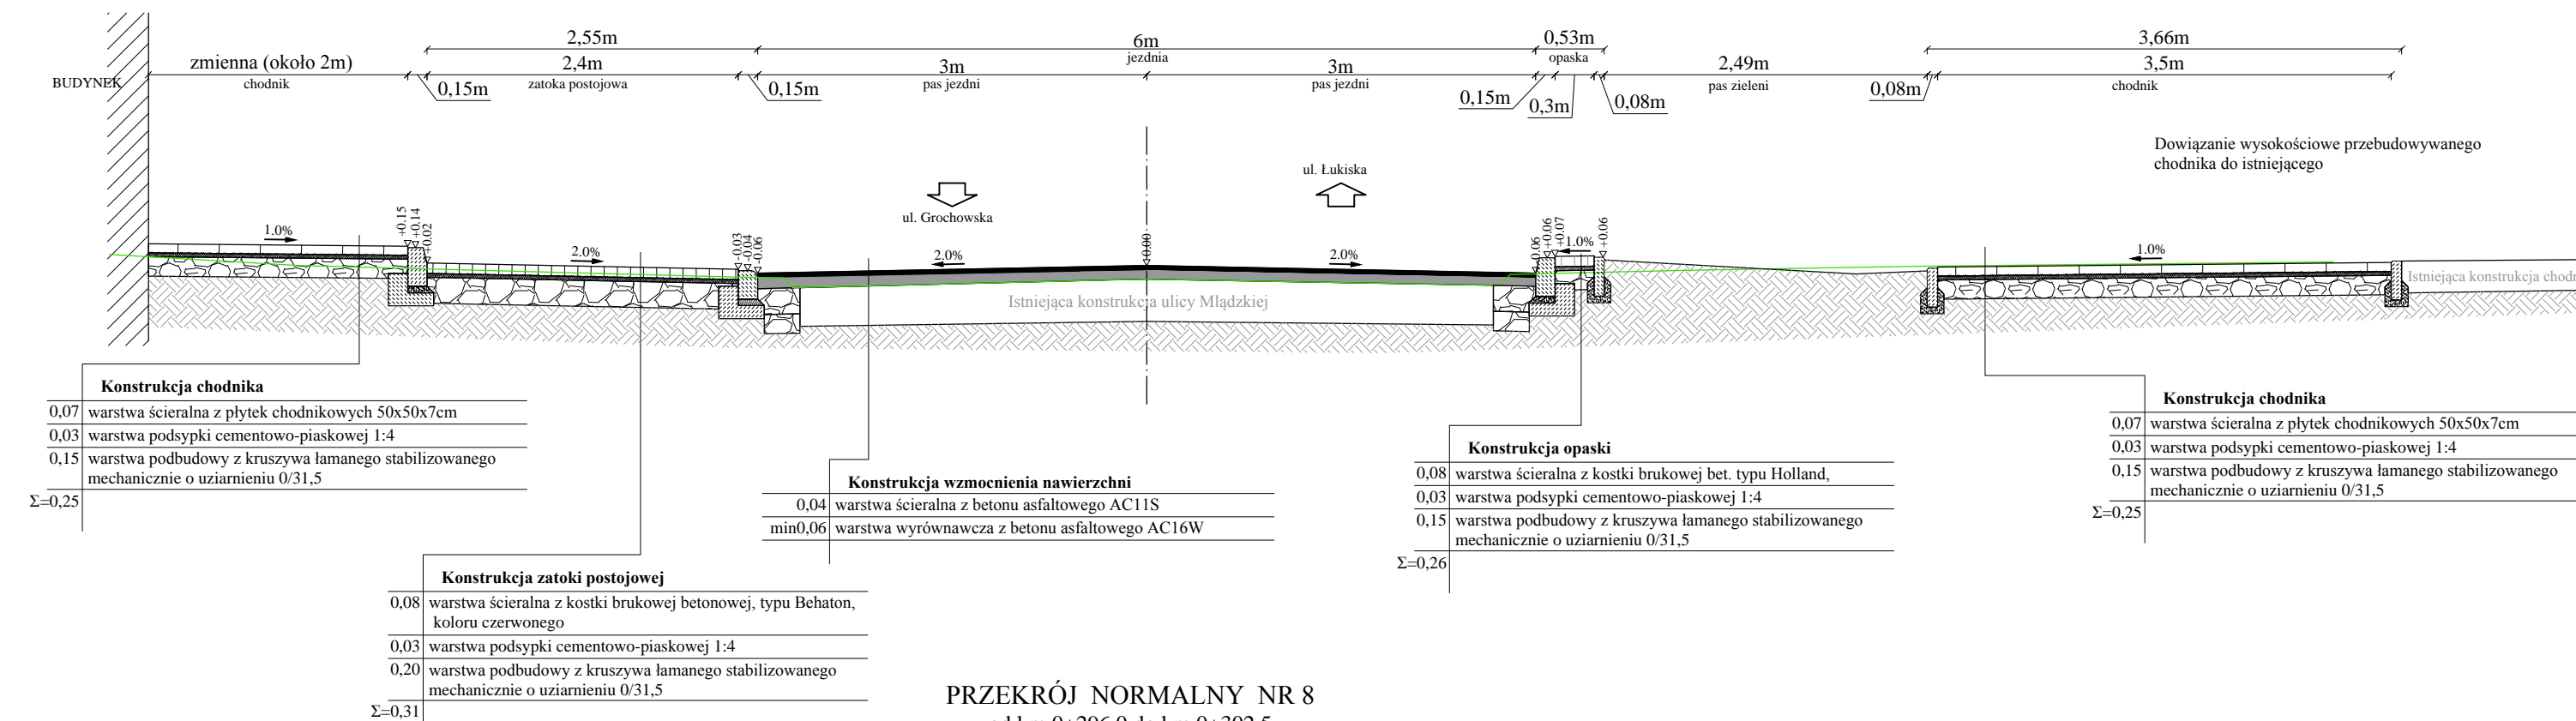 2,55m
6m
jezdnia
0,53m
opaska
3,66m
BUDYNEK
zmienna (około 2m)
chodnik
0,15m
2,4m
zatoka postojowa
0,15m
3m
pas jezdni
3m
pas jezdni
0,15m
0,3m
0,08m
2,49m
pas zieleni
0,08m
3,5m
chodnik
Dowiązanie wysokościowe przebudowywanego
chodnika do istniejącego
ul. Grochowska
ul. Łukiska
1.0%
+0.15
+0.14
+0.02
2.0%
-0.03
-0.04
-0.06
2.0%
±0.00
2.0%
-0.06
+0.06
+0.07
1.0%
+0.06
1.0%
Istniejąca konstrukcja ulicy Mlądzkiej
Istniejąca konstrukcja chodn
Konstrukcja chodnika
0,07 warstwa ścieralna z płytek chodnikowych 50x50x7cm
0,03 warstwa podsypki cementowo-piaskowej 1:4
0,15 warstwa podbudowy z kruszywa łamanego stabilizowanego
mechanicznie o uziarnieniu 0/31,5
Σ=0,25
Konstrukcja zatoki postojowej
0,08 warstwa ścieralna z kostki brukowej betonowej, typu Behaton,
koloru czerwonego
0,03 warstwa podsypki cementowo-piaskowej 1:4
0,20 warstwa podbudowy z kruszywa łamanego stabilizowanego
mechanicznie o uziarnieniu 0/31,5
Σ=0,31
Konstrukcja wzmocnienia nawierzchni
0,04 warstwa ścieralna z betonu asfaltowego AC11S
min0,06 warstwa wyrównawcza z betonu asfaltowego AC16W
Konstrukcja opaski
0,08 warstwa ścieralna z kostki brukowej bet. typu Holland,
0,03 warstwa podsypki cementowo-piaskowej 1:4
0,15 warstwa podbudowy z kruszywa łamanego stabilizowanego
mechanicznie o uziarnieniu 0/31,5
Σ=0,26
Konstrukcja chodnika
0,07 warstwa ścieralna z płytek chodnikowych 50x50x7cm
0,03 warstwa podsypki cementowo-piaskowej 1:4
0,15 warstwa podbudowy z kruszywa łamanego stabilizowanego
mechanicznie o uziarnieniu 0/31,5
Σ=0,25
PRZEKRÓJ NORMALNY NR 8